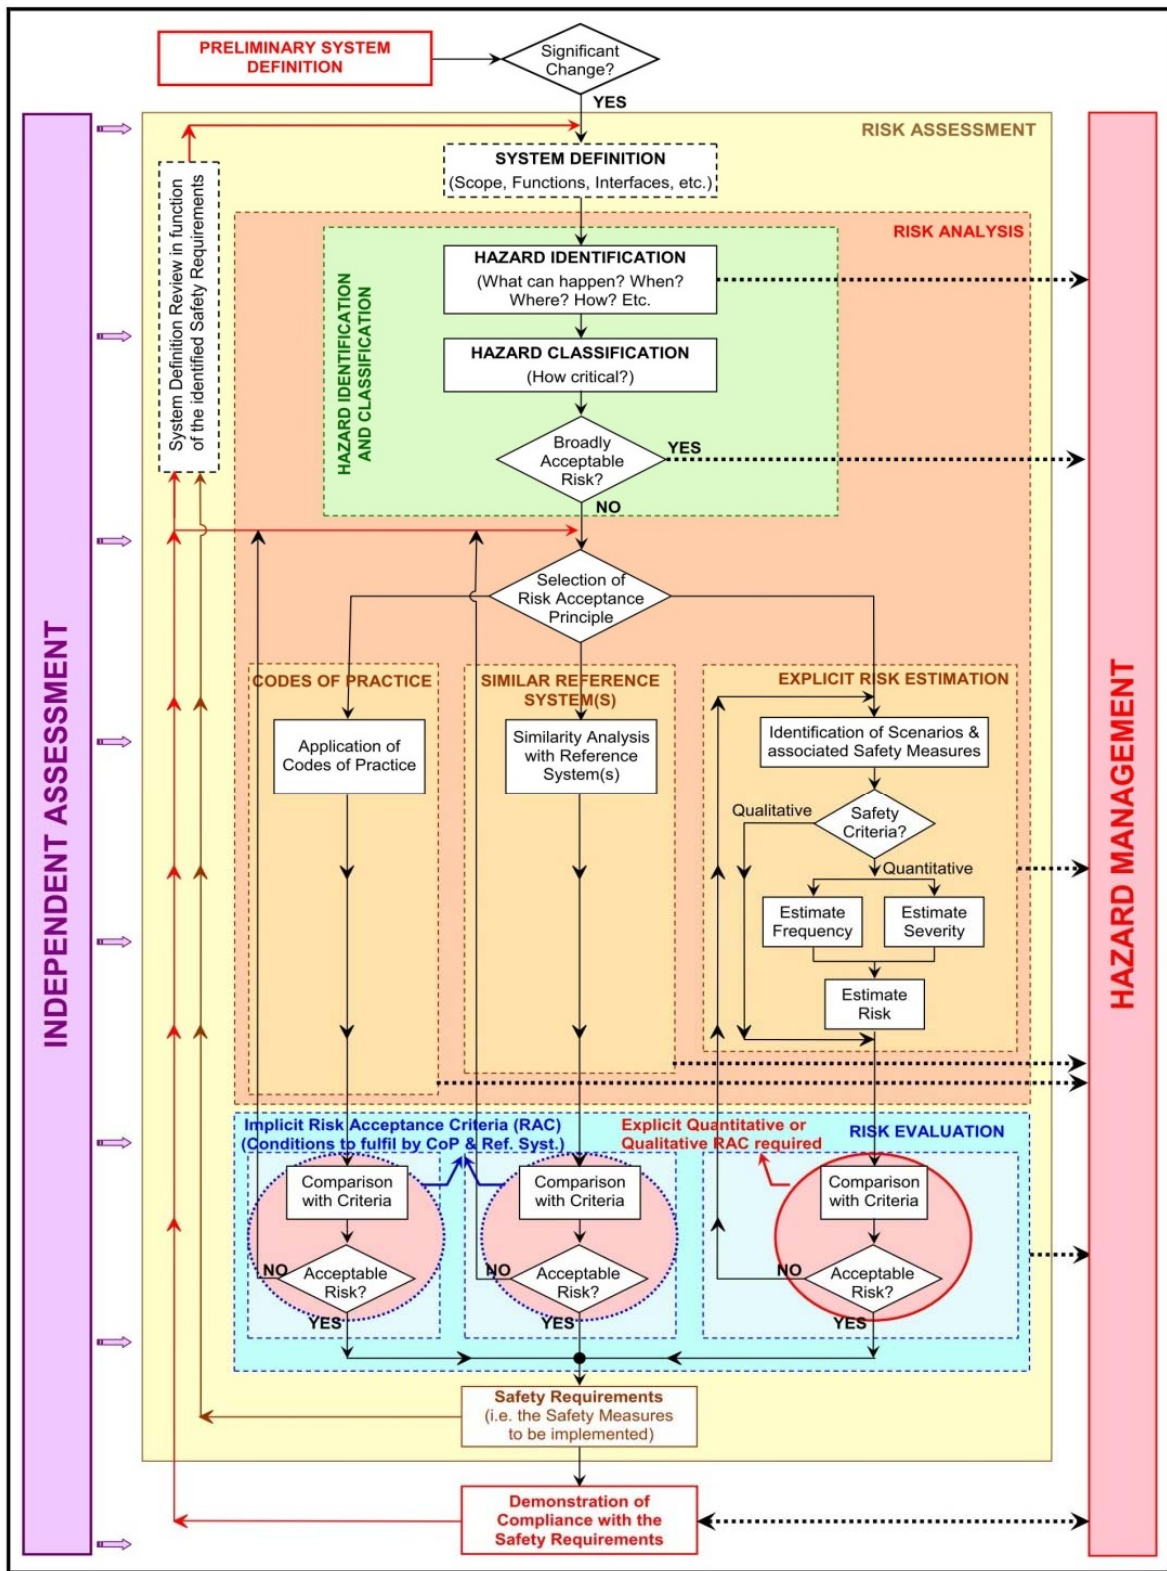 PRELIMINARY SYSTEM
DEFINITION
Significant
Change?
YES
RISK ASSESSMENT
SYSTEM DEFINITION
(Scope, Functions, Interfaces, etc.)
System Definition Review in function
of the identified Safety Requirements
RISK ANALYSIS
HAZARD IDENTIFICATION
AND CLASSIFICATION
HAZARD IDENTIFICATION
(What can happen? When?
Where? How? Etc.
HAZARD CLASSIFICATION
(How critical?)
Broadly
Acceptable
Risk?
YES
NO
Selection of
Risk Acceptance
Principle
INDEPENDENT ASSESSMENT
HAZARD MANAGEMENT
CODES OF PRACTICE
Application of
Codes of Practice
SIMILAR REFERENCE
SYSTEM(S)
Similarity Analysis
with Reference
System(s)
EXPLICIT RISK ESTIMATION
Identification of Scenarios &
associated Safety Measures
Qualitative
Safety
Criteria?
Quantitative
Estimate
Frequency
Estimate
Severity
Estimate
Risk
Implicit Risk Acceptance Criteria (RAC)
(Conditions to fulfil by CoP & Ref. Syst.)
Explicit Quantitative or
Qualitative RAC required
RISK EVALUATION
Comparison
with Criteria
NO
Acceptable
Risk?
YES
Comparison
with Criteria
NO
Acceptable
Risk?
YES
Comparison
with Criteria
NO
Acceptable
Risk?
YES
Safety Requirements
(i.e. the Safety Measures
to be implemented)
Demonstration of
Compliance with the
Safety Requirements